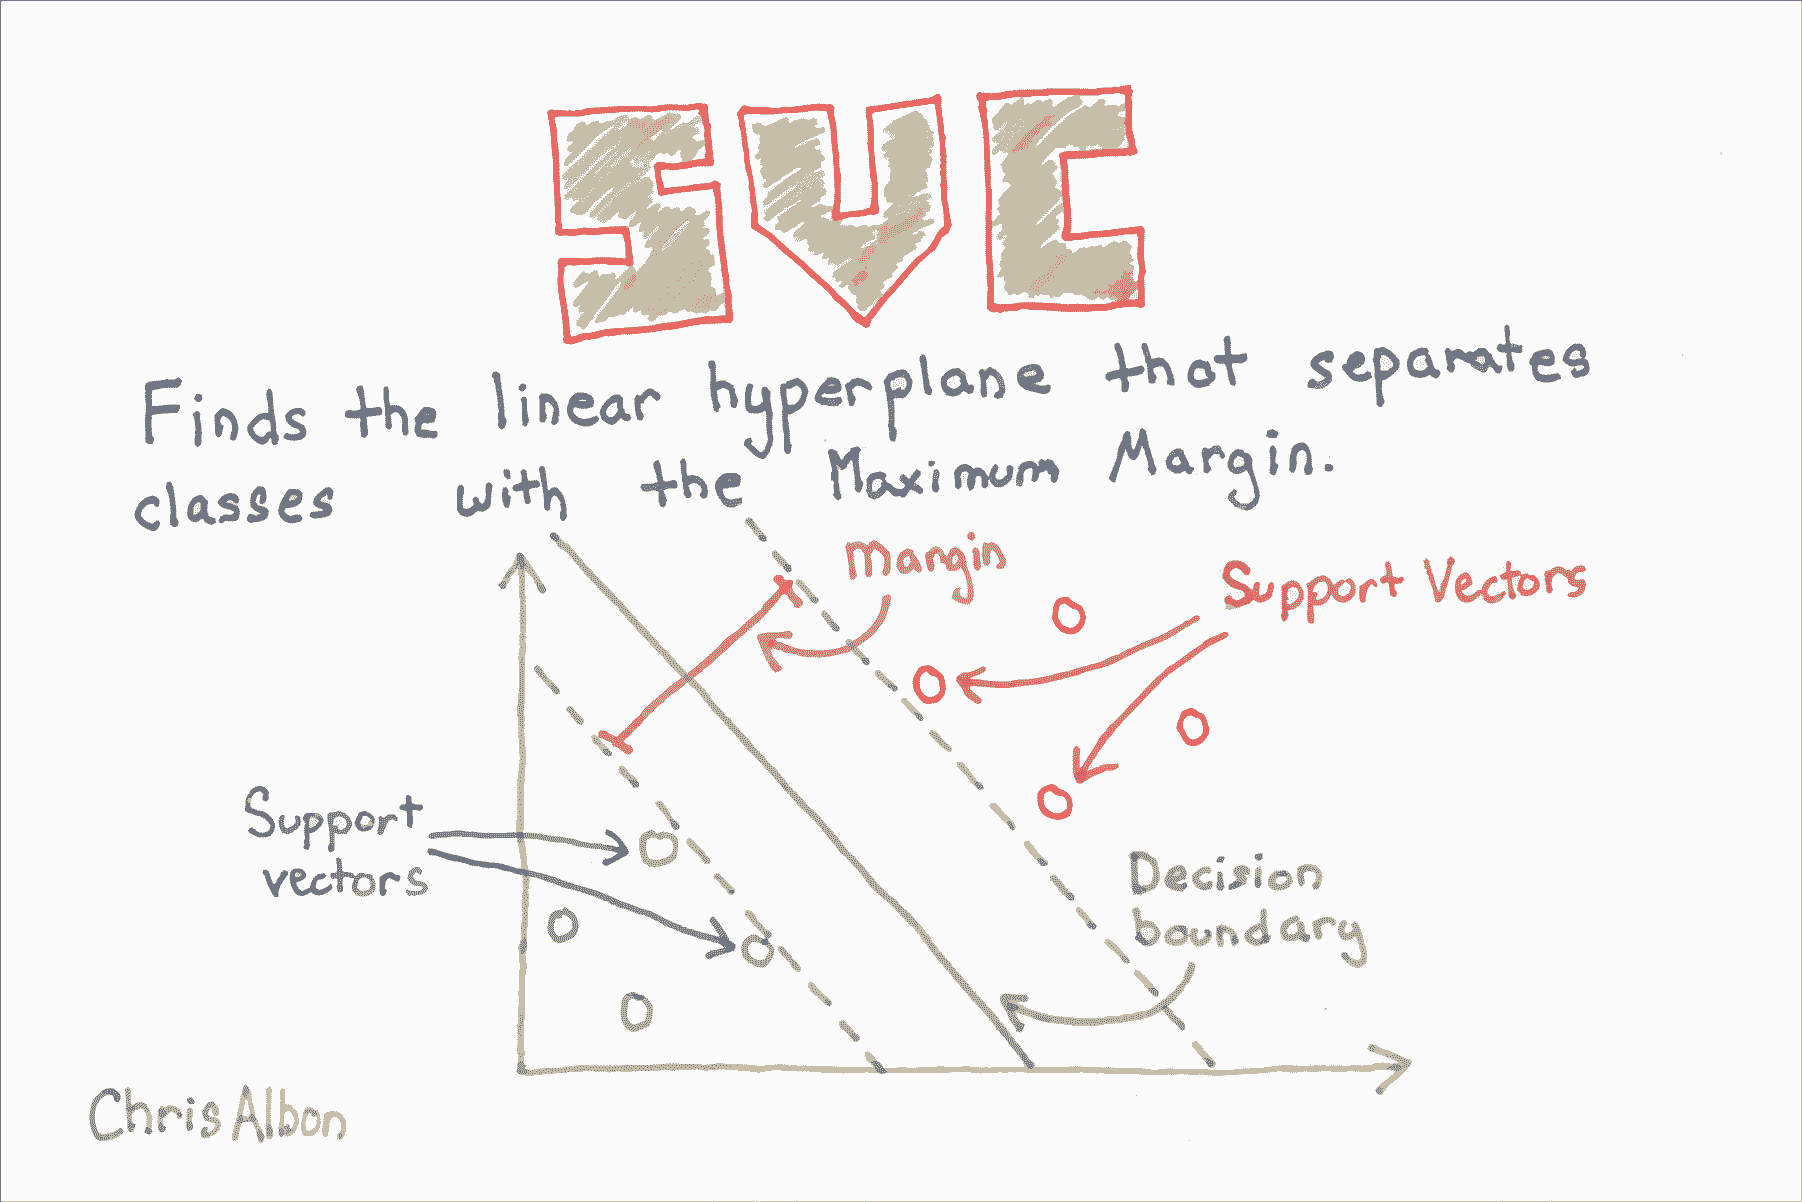 SVC
Finds the linear hyperplane that separates
classes with the Maximum Margin.
Margin
Support Vectors
Support
vectors
Decision
boundary
Chris Albon